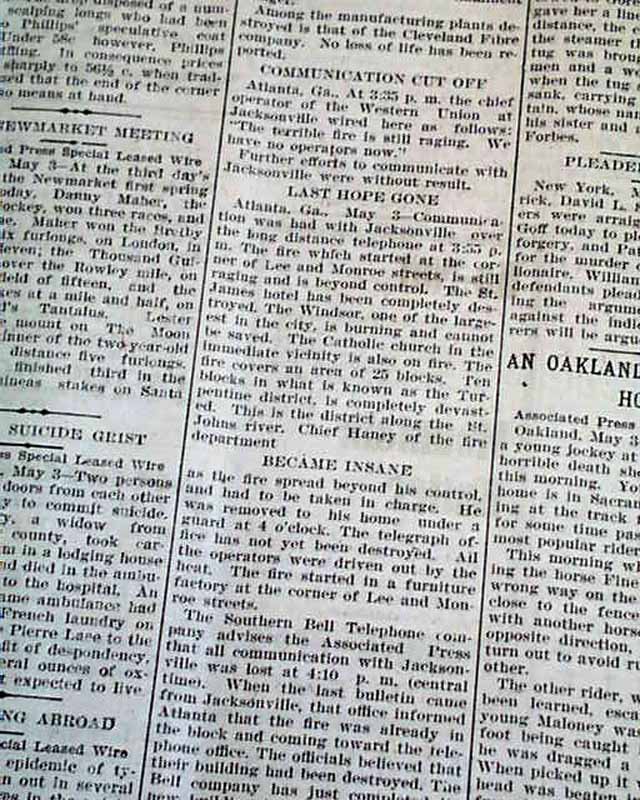 disposed of a num-
scalping longs who had been
o Phillips' speculative coat
Under 58c however, Phillips
In consequence prices
sharply to 56½ c. when trad-
zed that the end of the corner
so means at hand.
NEWMARKET MEETING
ed Press Special Leased Wire
May 3—At the third day's
the Newmarket first spring
oday, Danny Maher, the
ockey, won three races, and
Maher won the
ix furlongs, on London, in
leven; the Thousand Gui-
over the Rowley mile, on
ield of fifteen, and the
es at a mile and half, on
d's Tantalus. Lester
e mount on The Moon
inner of the two-year-old
distance five furlongs.
finished third in the
aineas stakes on Santa
SUICIDE GRIST
ss Special Leased Wire
May 3—Two persons
doors from each other
y to commit suicide.
y, a widow from
county, took car-
m in a lodging house
d died in the ambu-
to the hospital. An
ame ambulance had
French laundry on
Pierre Lase to the
fit of despondency,
eral ounces of ox-
t expected to live
NG ABROAD
cial Leased Wire
epidemic of ty-
n out in several
Among the manufacturing plants de-
stroyed is that of the Cleveland Fibre
company. No loss of life has been re-
ported.
COMMUNICATION CUT OFF
Atlanta, Ga., At 3:35 p. m. the chief
operator of the Western Union at
Jacksonville wired here as follows:
"The terrible fire is still raging. We
have no operators now."
Further efforts to communicate with
Jacksonville were without result.
LAST HOPE GONE
Atlanta, Ga., May 3—Communica-
tion was had with Jacksonville over
the long distance telephone at 3:55 p.
m. The fire which started at the cor-
ner of Lee and Monroe streets, is still
raging and is beyond control. The St.
James hotel has been completely des-
troyed. The Windsor, one of the large-
est in the city, is burning and cannot
be saved. The Catholic church in the
immediate vicinity is also on fire. The
fire covers an area of 25 blocks. Ten
blocks in what is known as the Tur-
pentine district, is completely devast-
ed. This is the district along the St.
Johns river. Chief Haney of the fire
department
BECAME INSANE
as the fire spread beyond his control,
and had to be taken in charge. He
was removed to his home under a
guard at 4 o'clock. The telegraph of-
fice has not yet been destroyed. All
the operators were driven out by the
heat. The fire started in a furniture
factory at the corner of Lee and Mon-
roe streets.
The Southern Bell Telephone com-
pany advises the Associated Press
that all communication with Jackson-
ville was lost at 4:10 p. m. (central
time). When the last bulletin came
from Jacksonville, that office informed
Atlanta that the fire was already in
the block and coming toward the tele-
phone office. The officials believed that
their building had been destroyed. The
Bell company has just completed
gave her a line
distance, the c
the steamer
tug was broug
men and a w
when the tug
sank, carrying
tain, whose nam
his sister and
Forbes.
PLEADE
New York,
rick, David L.
ers were arraig
Goff today to pl
forgery, and Pat
for the murder
lionaire, William
defendants plead
ing the argum
against the indi
rers will be argu
AN OAKLAND
HO
Associated Press
Oakland, May 3
a young jockey at
horrible death sh
this morning. Yo
home is in Sacran
ing at the track
for some time pas
most popular rider
This morning wh
ing the horse Fine
wrong way on the
close to the fence
with another hors
opposite direction,
turn out to avoid r
other.
The other rider, w
been learned, esca
young Maloney was
foot being caught
he was dragged a
When picked up it
head was beaten